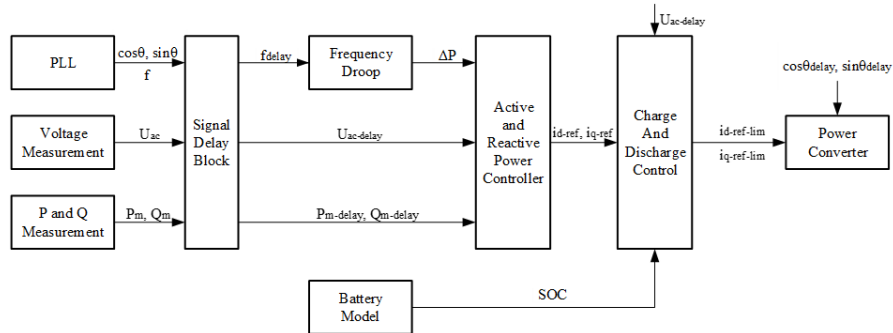 U ac-delay
PLL
cosθ, sinθ
f
Signal
Delay
Block
fdelay
Frequency
Droop
ΔP
Active
and
Reactive
Power
Controller
id-ref, iq-ref
Charge
And
Discharge
Control
id-ref-lim
iq-ref-lim
cosθdelay, sinθdelay
Power
Converter
Voltage
Measurement
Uac
Uac-delay
P and Q
Measurement
Pm, Qm
Pm-delay, Qm-delay
Battery
Model
SOC